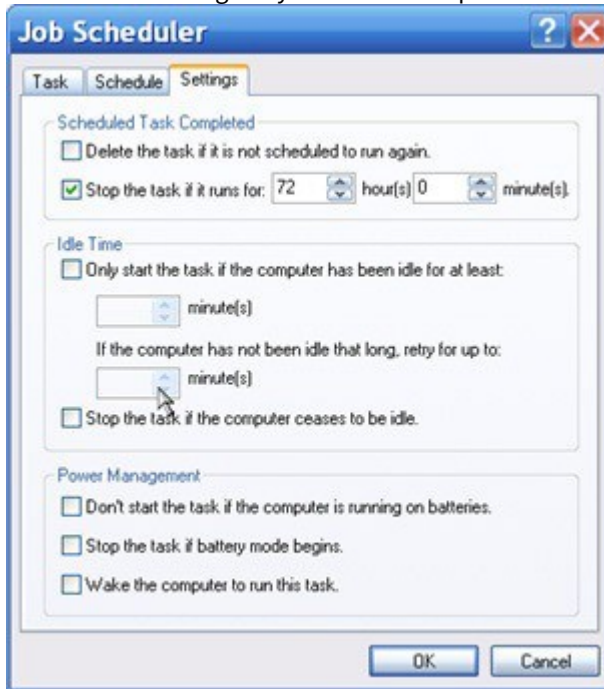 Job Scheduler
Task Schedule Settings
Scheduled Task Completed
Delete the task if it is not scheduled to run again.
Stop the task if it runs for: 72 hour(s) 0 minute(s).
Idle Time
Only start the task if the computer has been idle for at least:
minute(s)
If the computer has not been idle that long, retry for up to:
minute(s)
Stop the task if the computer ceases to be idle.
Power Management
Don't start the task if the computer is running on batteries.
Stop the task if battery mode begins.
Wake the computer to run this task.
OK Cancel